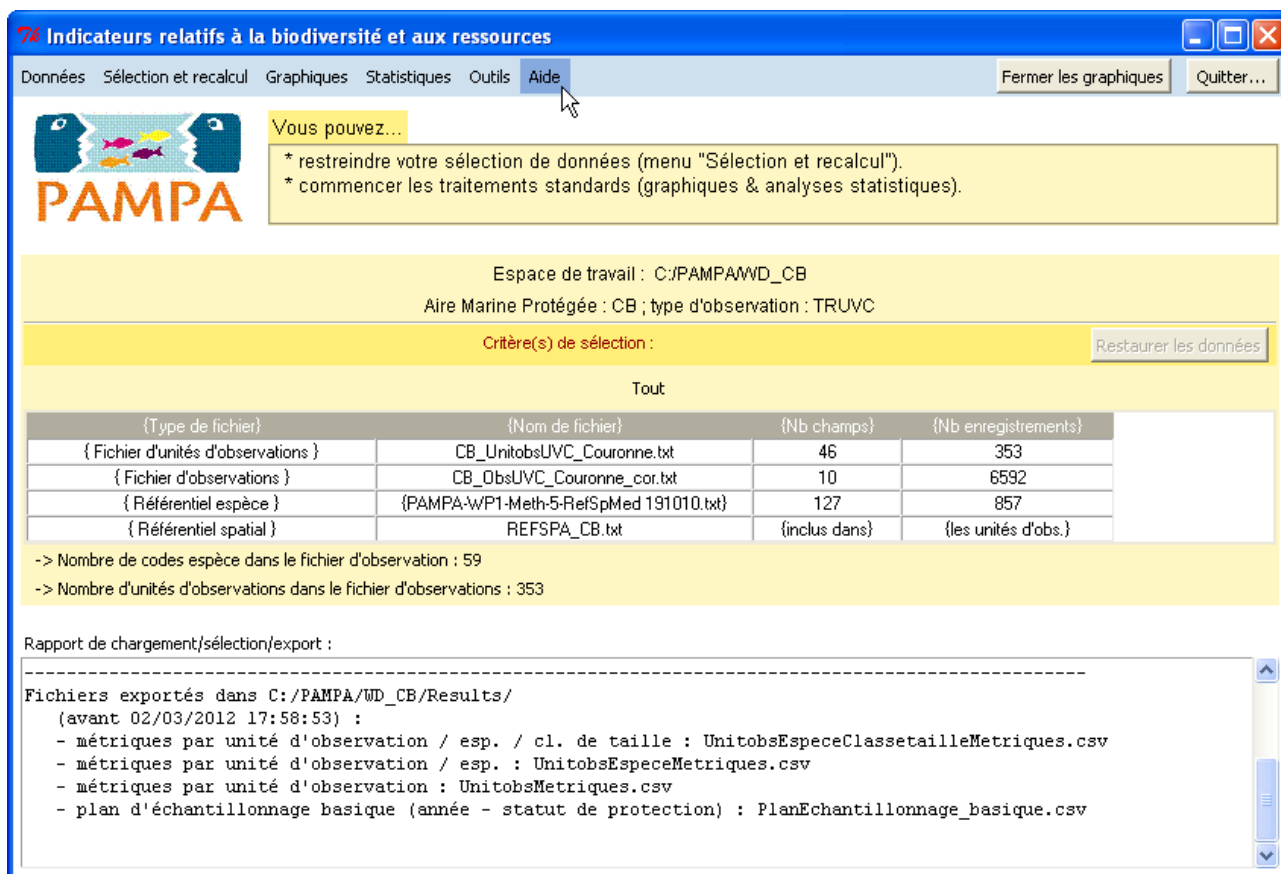 Indicateurs relatifs à la biodiversité et aux ressources
Données Sélection et recalcul Graphiques Statistiques Outils Aide Fermer les graphiques Quitter...
PAMPA
Vous pouvez...
* restreindre votre sélection de données (menu "Sélection et recalcul").
* commencer les traitements standards (graphiques & analyses statistiques).
Espace de travail : C:/PAMPA/WD_CB
Aire Marine Protégée : CB ; type d'observation : TRUVC
Critère(s) de sélection : Restaurer les données
Tout
{Type de fichier} {Nom de fichier} {Nb champs} {Nb enregistrements}
{ Fichier d'unités d'observations } CB_UnitobsUVC_Couronne.txt 46 353
{ Fichier d'observations } CB_ObsUVC_Couronne_cor.txt 10 6592
{ Référentiel espèce } {PAMPA-WP1-Meth-5-RefSpMed 191010.txt} 127 857
{ Référentiel spatial } REFSPA_CB.txt {inclus dans} {les unités d'obs.}
-> Nombre de codes espèce dans le fichier d'observation : 59
-> Nombre d'unités d'observations dans le fichier d'observations : 353
Rapport de chargement/sélection/export :
-----------------------------------------------------------------------------------------------------
Fichiers exportés dans C:/PAMPA/WD_CB/Results/
(avant 02/03/2012 17:58:53) :
- métriques par unité d'observation / esp. / cl. de taille : UnitobsEspeceClassetailleMetriques.csv
- métriques par unité d'observation / esp. : UnitobsEspeceMetriques.csv
- métriques par unité d'observation : UnitobsMetriques.csv
- plan d'échantillonnage basique (année - statut de protection) : PlanEchantillonnage_basique.csv